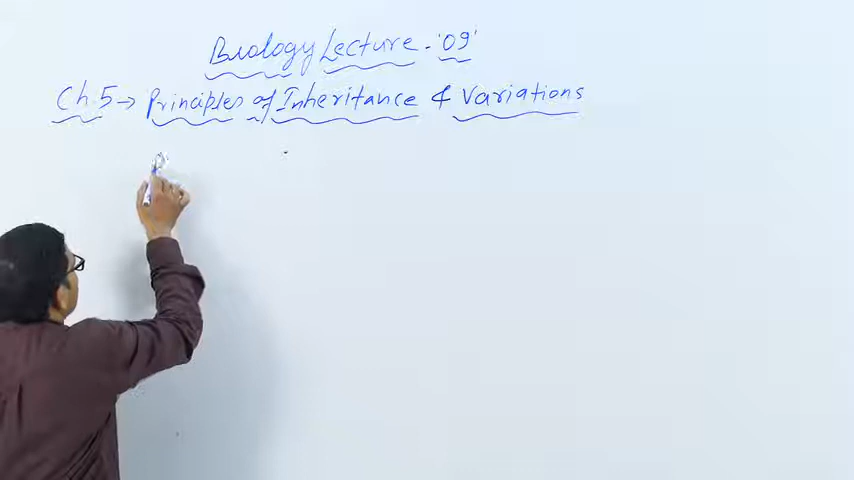 Biology Lecture - '09'
Ch. 5 → Principles of Inheritance & Variations